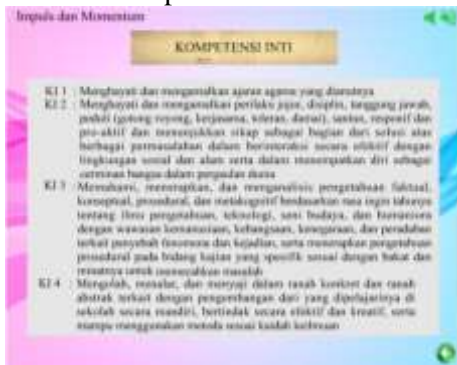 Impuls dan Momentum
KOMPETENSI INTI
KI 1 : Menghayati dan mengamalkan ajaran agama yang dianutnya
KI 2 : Menghayati dan mengamalkan perilaku jujur, disiplin, tanggung jawab,
peduli (gotong royong, kerjasama, toleran, damai), santun, responsif dan
pro-aktif dan menunjukkan sikap sebagai bagian dari solusi atas
berbagai permasalahan dalam berinteraksi secara efektif dengan
lingkungan sosial dan alam serta dalam menempatkan diri sebagai
cerminan bangsa dalam pergaulan dunia
KI 3 : Memahami, menerapkan, dan menganalisis pengetahuan faktual,
konseptual, prosedural, dan metakognitif berdasarkan rasa ingin tahunya
tentang ilmu pengetahuan, teknologi, seni budaya, dan humaniora
dengan wawasan kemanusiaan, kebangsaan, kenegaraan, dan peradaban
terkait penyebab fenomena dan kejadian, serta menerapkan pengetahuan
prosedural pada bidang kajian yang spesifik sesuai dengan bakat dan
minatnya untuk memecahkan masalah
KI 4 : Mengolah, menalar, dan menyaji dalam ranah konkret dan ranah
abstrak terkait dengan pengembangan dari yang dipelajarinya di
sekolah secara mandiri, bertindak secara efektif dan kreatif, serta
mampu menggunakan metoda sesuai kaidah keilmuan